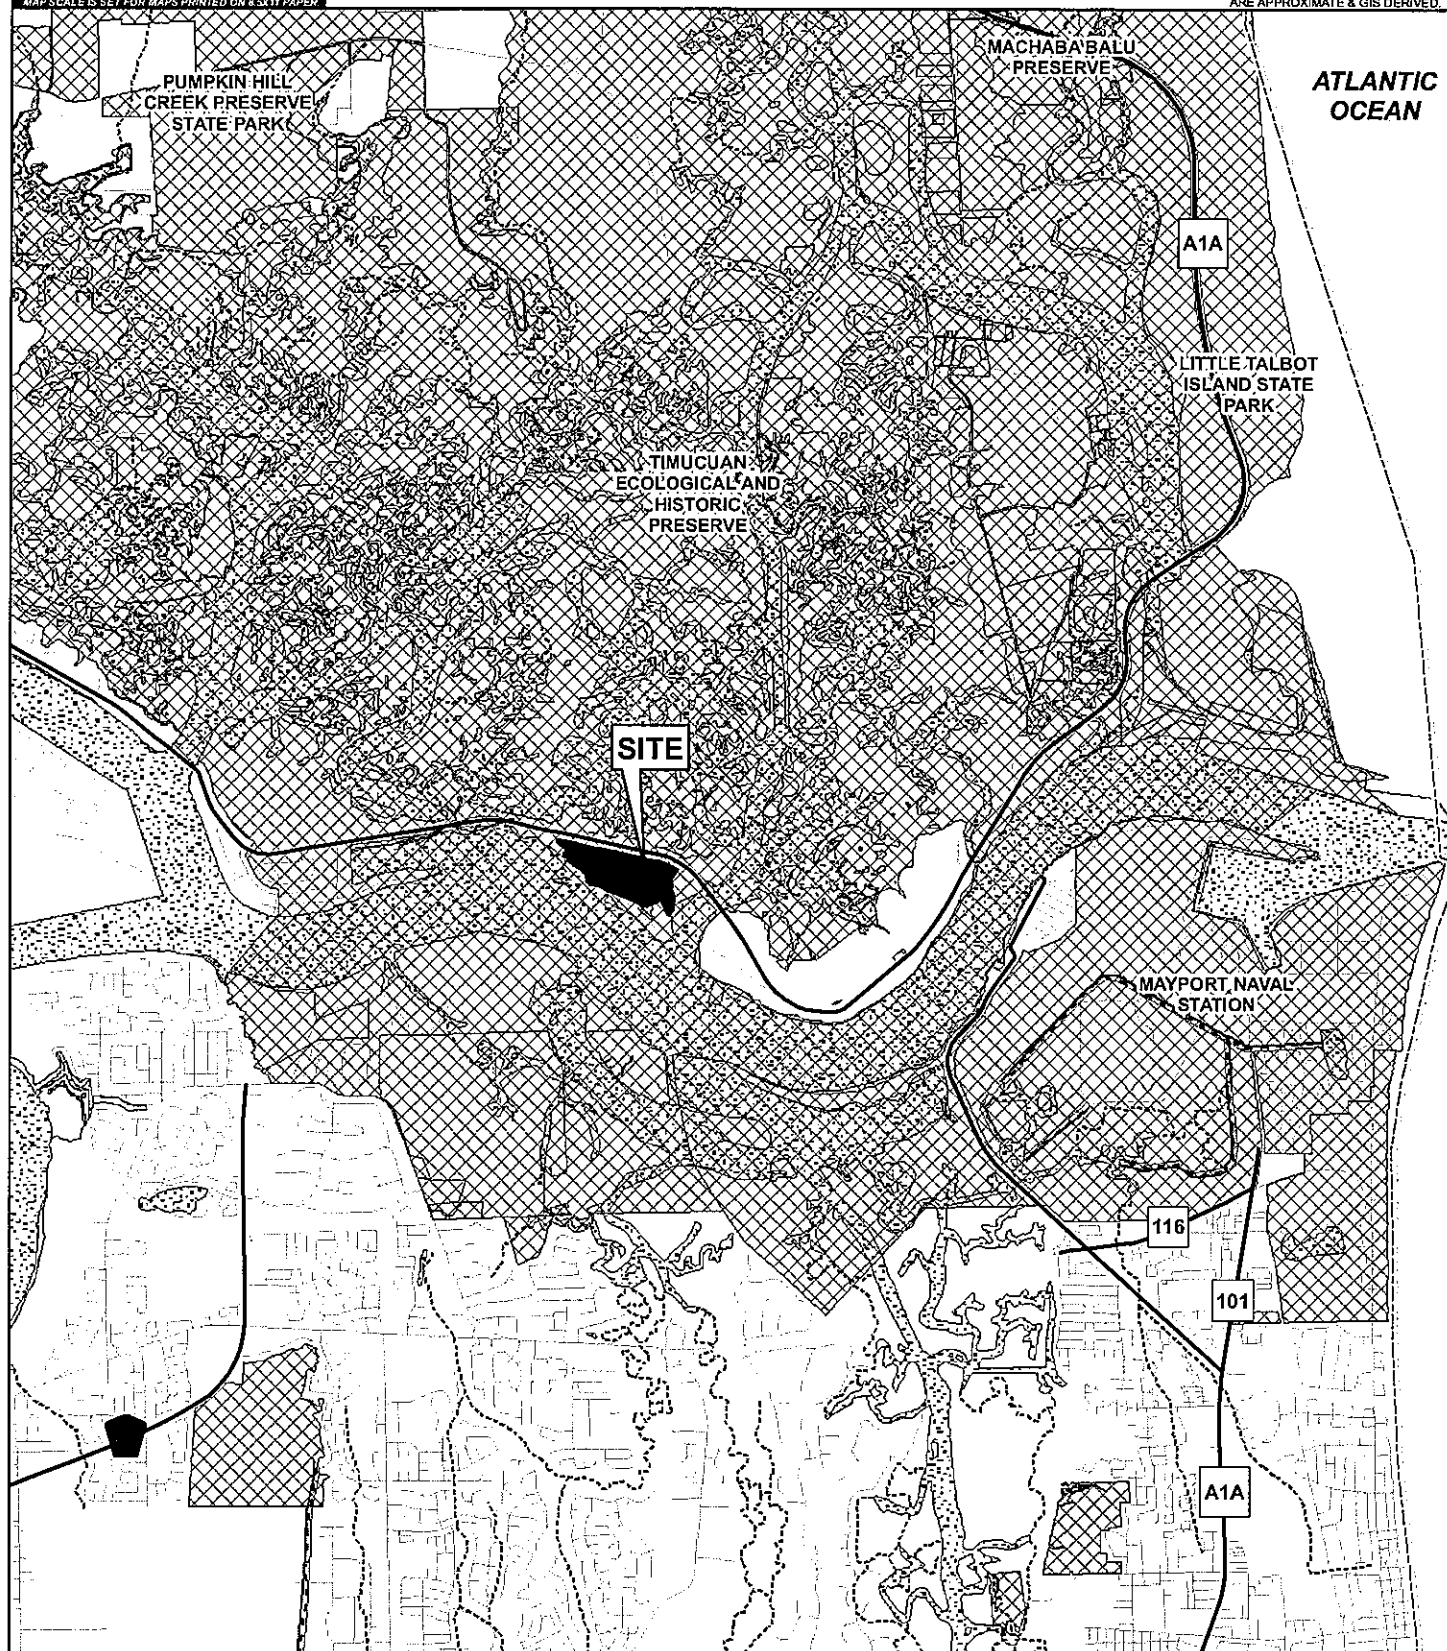 MAP SCALE IS SET FOR MAPS PRINTED ON 8.5X11 PAPER.
ARE APPROXIMATE & GIS DERIVED.
MACHABA BALU
PRESERVE
ATLANTIC
OCEAN
PUMPKIN HILL
CREEK PRESERVE
STATE PARK
A1A
LITTLE TALBOT
ISLAND STATE
PARK
TIMUCUAN
ECOLOGICAL AND
HISTORIC
PRESERVE
SITE
MAYPORT NAVAL
STATION
116
101
A1A